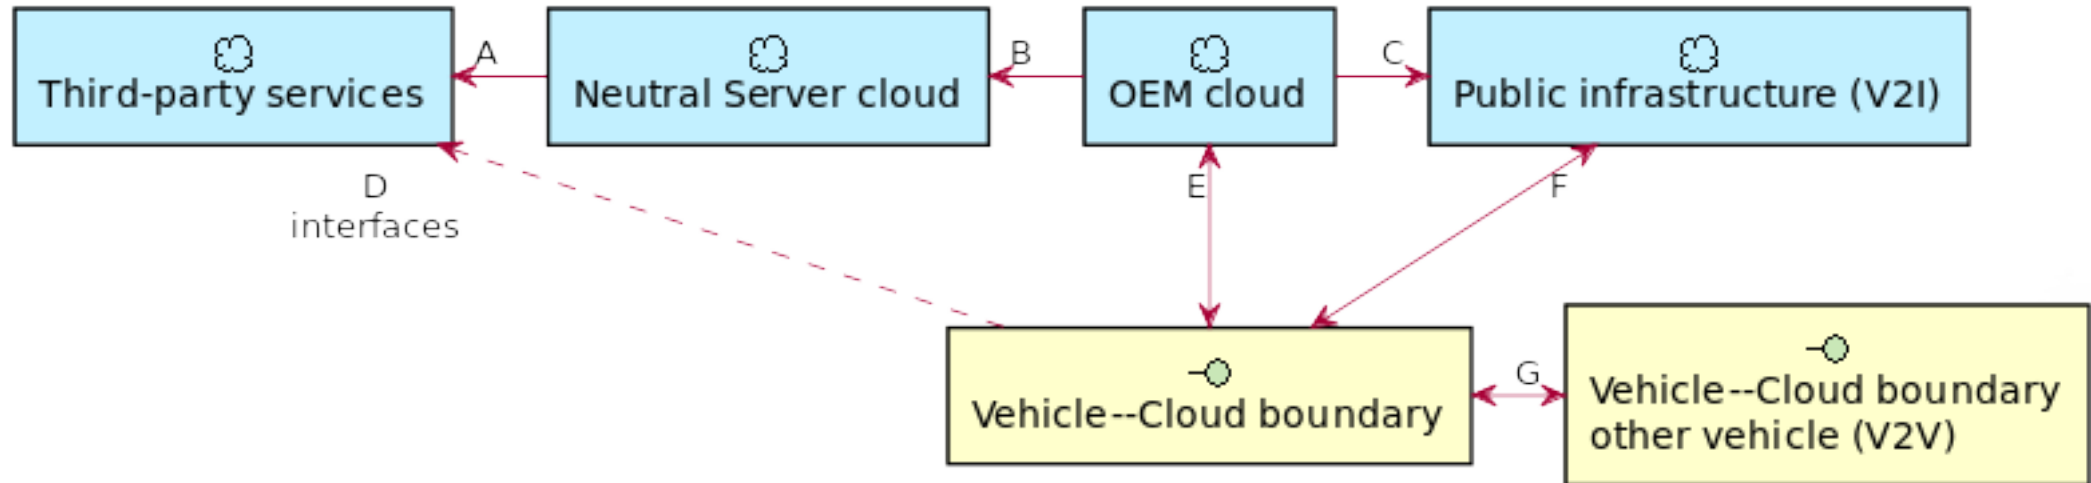 Third-party services
A
Neutral Server cloud
B
OEM cloud
C
Public infrastructure (V2I)
D
interfaces
E
F
Vehicle--Cloud boundary
G
Vehicle--Cloud boundary
other vehicle (V2V)